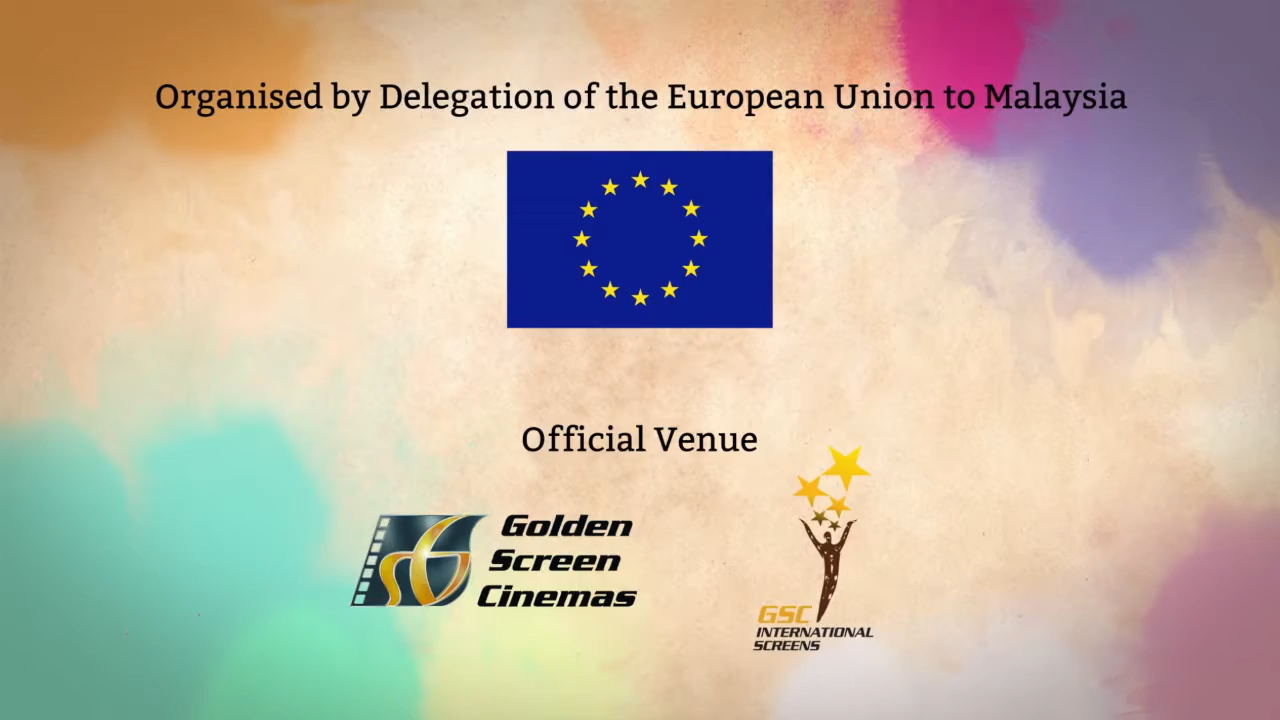 Organised by Delegation of the European Union to Malaysia
Official Venue
Golden
Screen
Cinemas
GSC
INTERNATIONAL
SCREENS